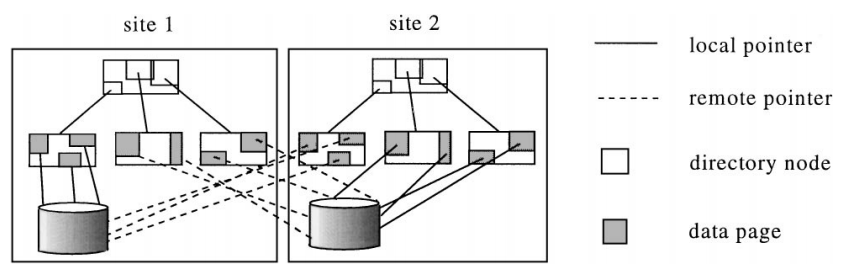 site 1
site 2
local pointer
remote pointer
directory node
data page